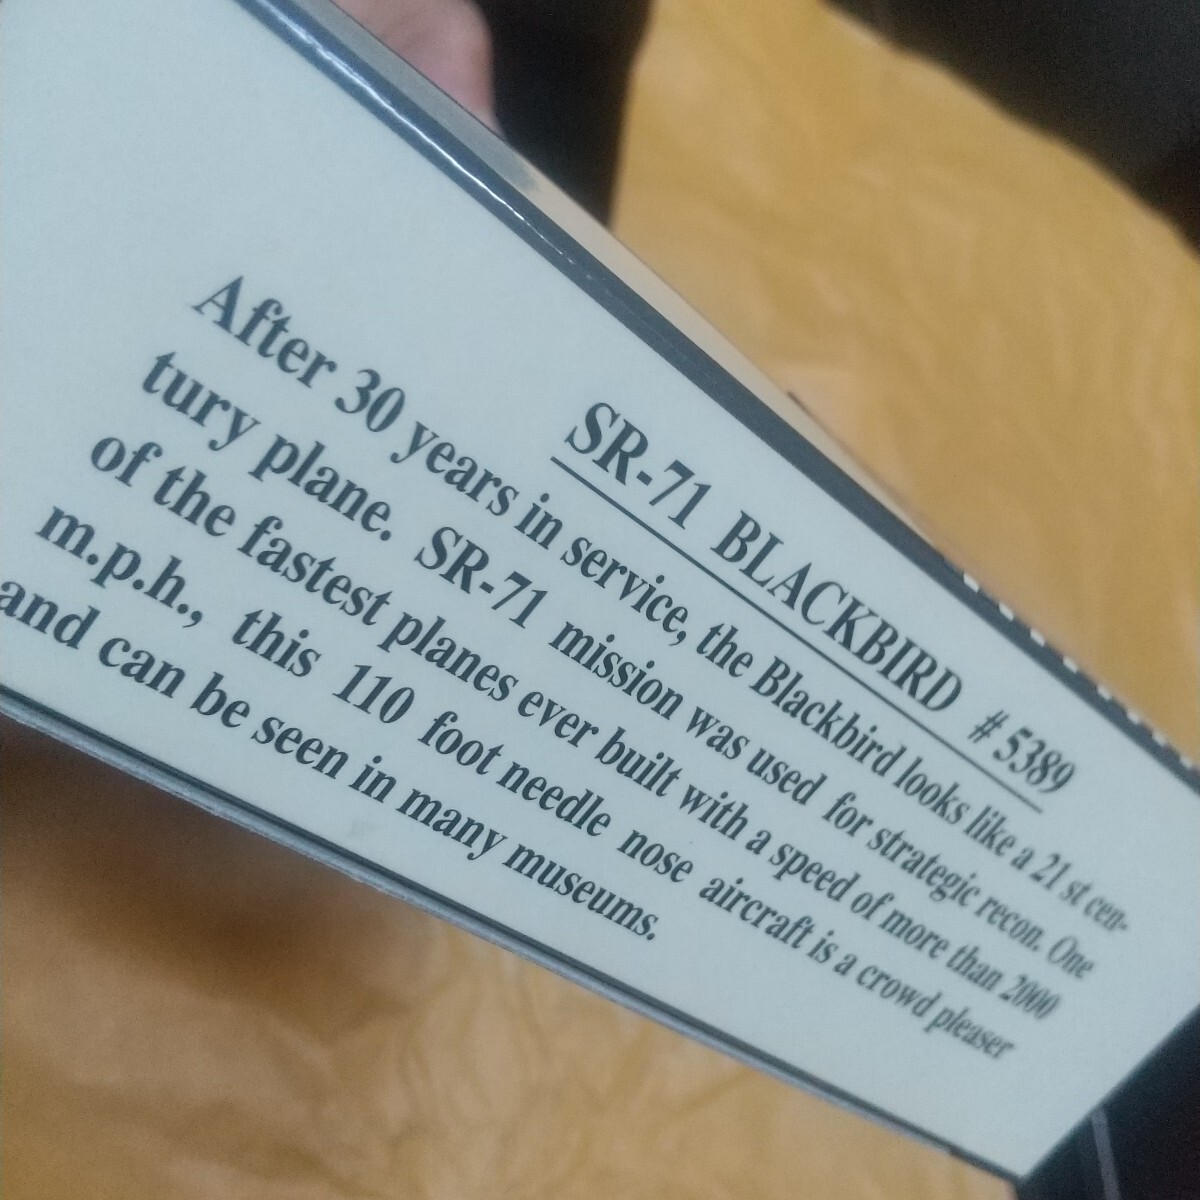 SR-71 BLACKBIRD # 5389
After 30 years in service, the Blackbird looks like a 21 st cen-
tury plane. SR-71 mission was used for strategic recon. One
of the fastest planes ever built with a speed of more than 2000
m.p.h., this 110 foot needle nose aircraft is a crowd pleaser
and can be seen in many museums.